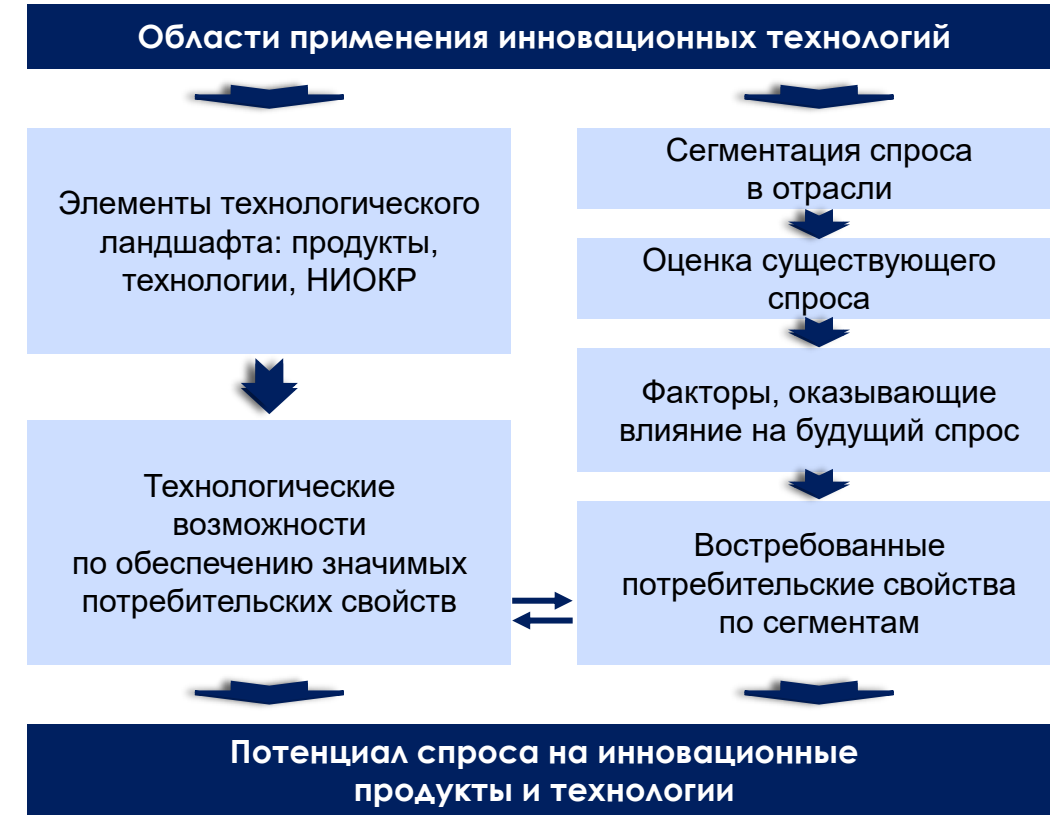 Области применения инновационных технологий
Элементы технологического
ландшафта: продукты,
технологии, НИОКР
Технологические
возможности
по обеспечению значимых
потребительских свойств
Сегментация спроса
в отрасли
Оценка существующего
спроса
Факторы, оказывающие
влияние на будущий спрос
Востребованные
потребительские свойства
по сегментам
Потенциал спроса на инновационные
продукты и технологии